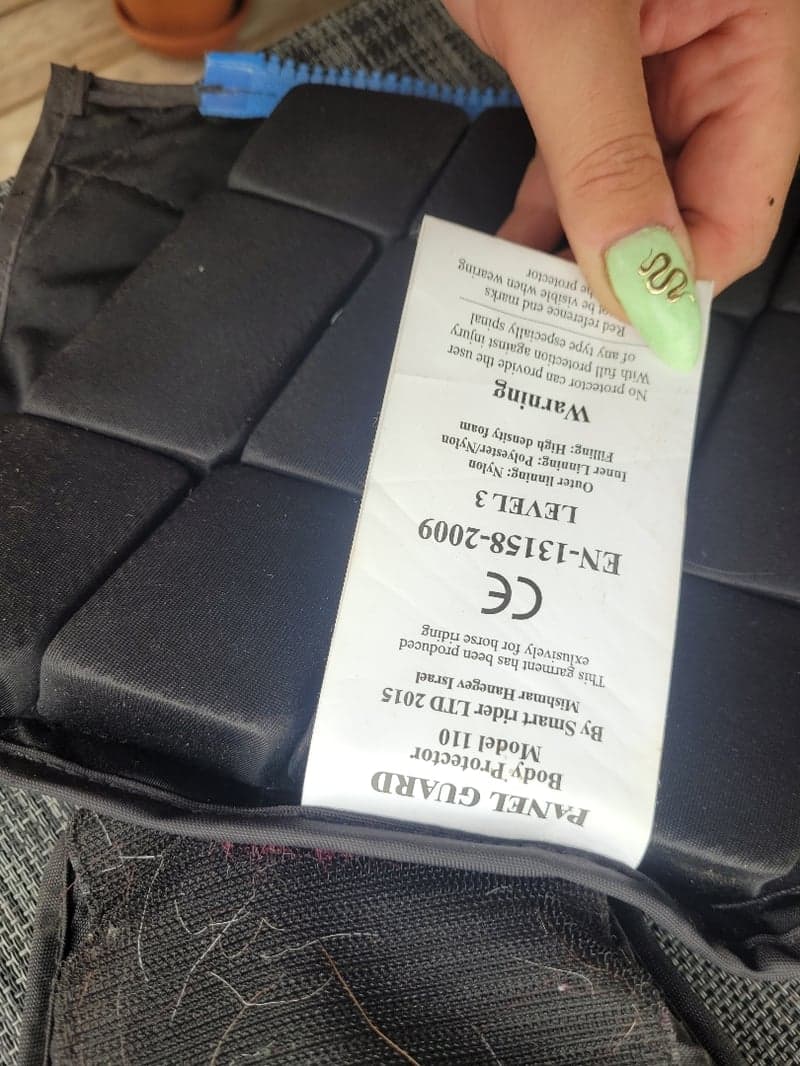 PANEL GUARD
Body Protector
Model 110
By Smart rider LTD 2015
Mishmar Hanegev Israel
This garment has been produced
exlusively for horse riding
CE
EN-13158-2009
LEVEL 3
Outer linning: Nylon
Inner Linning: Polyester/Nylon
Filling: High density foam
Warning
No protector can provide the user
With full protection against injury
of any type especially spinal
Red reference end marks
be visible when wearing
the protector